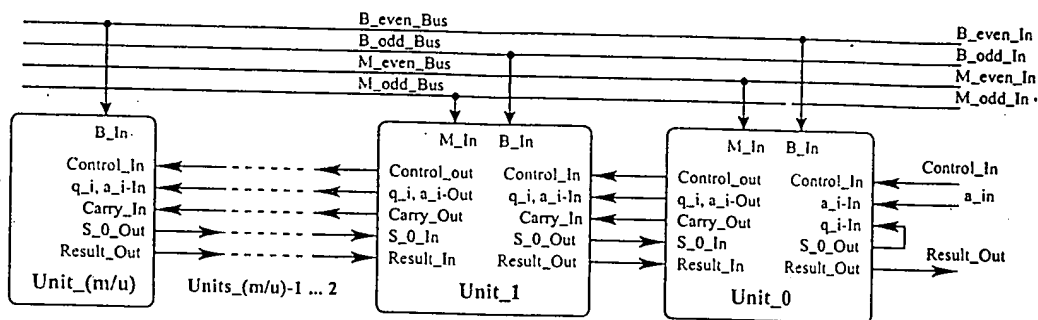 B_even_Bus
B_even_In
B_odd_Bus
B_odd_In
M_even_Bus
M_even_In
M_odd_Bus
M_odd_In
B_In
Control_In
q_i, a_i-In
Carry_In
S_0_Out
Result_Out
Unit_(m/u)
Units_(m/u)-1 ... 2
M_In B_In
Control_out
q_i, a_i-Out
Carry_Out
S_0_In
Result_In
Control_In
q_i, a_i-In
Carry_In
S_0_Out
Result_Out
Unit_1
M_In B_In
Control_out
q_i, a_i-Out
Carry_Out
S_0_In
Result_In
Control_In
a_i-In
q_i-In
S_0_Out
Result_Out
Unit_0
Control_In
a_in
Result_Out